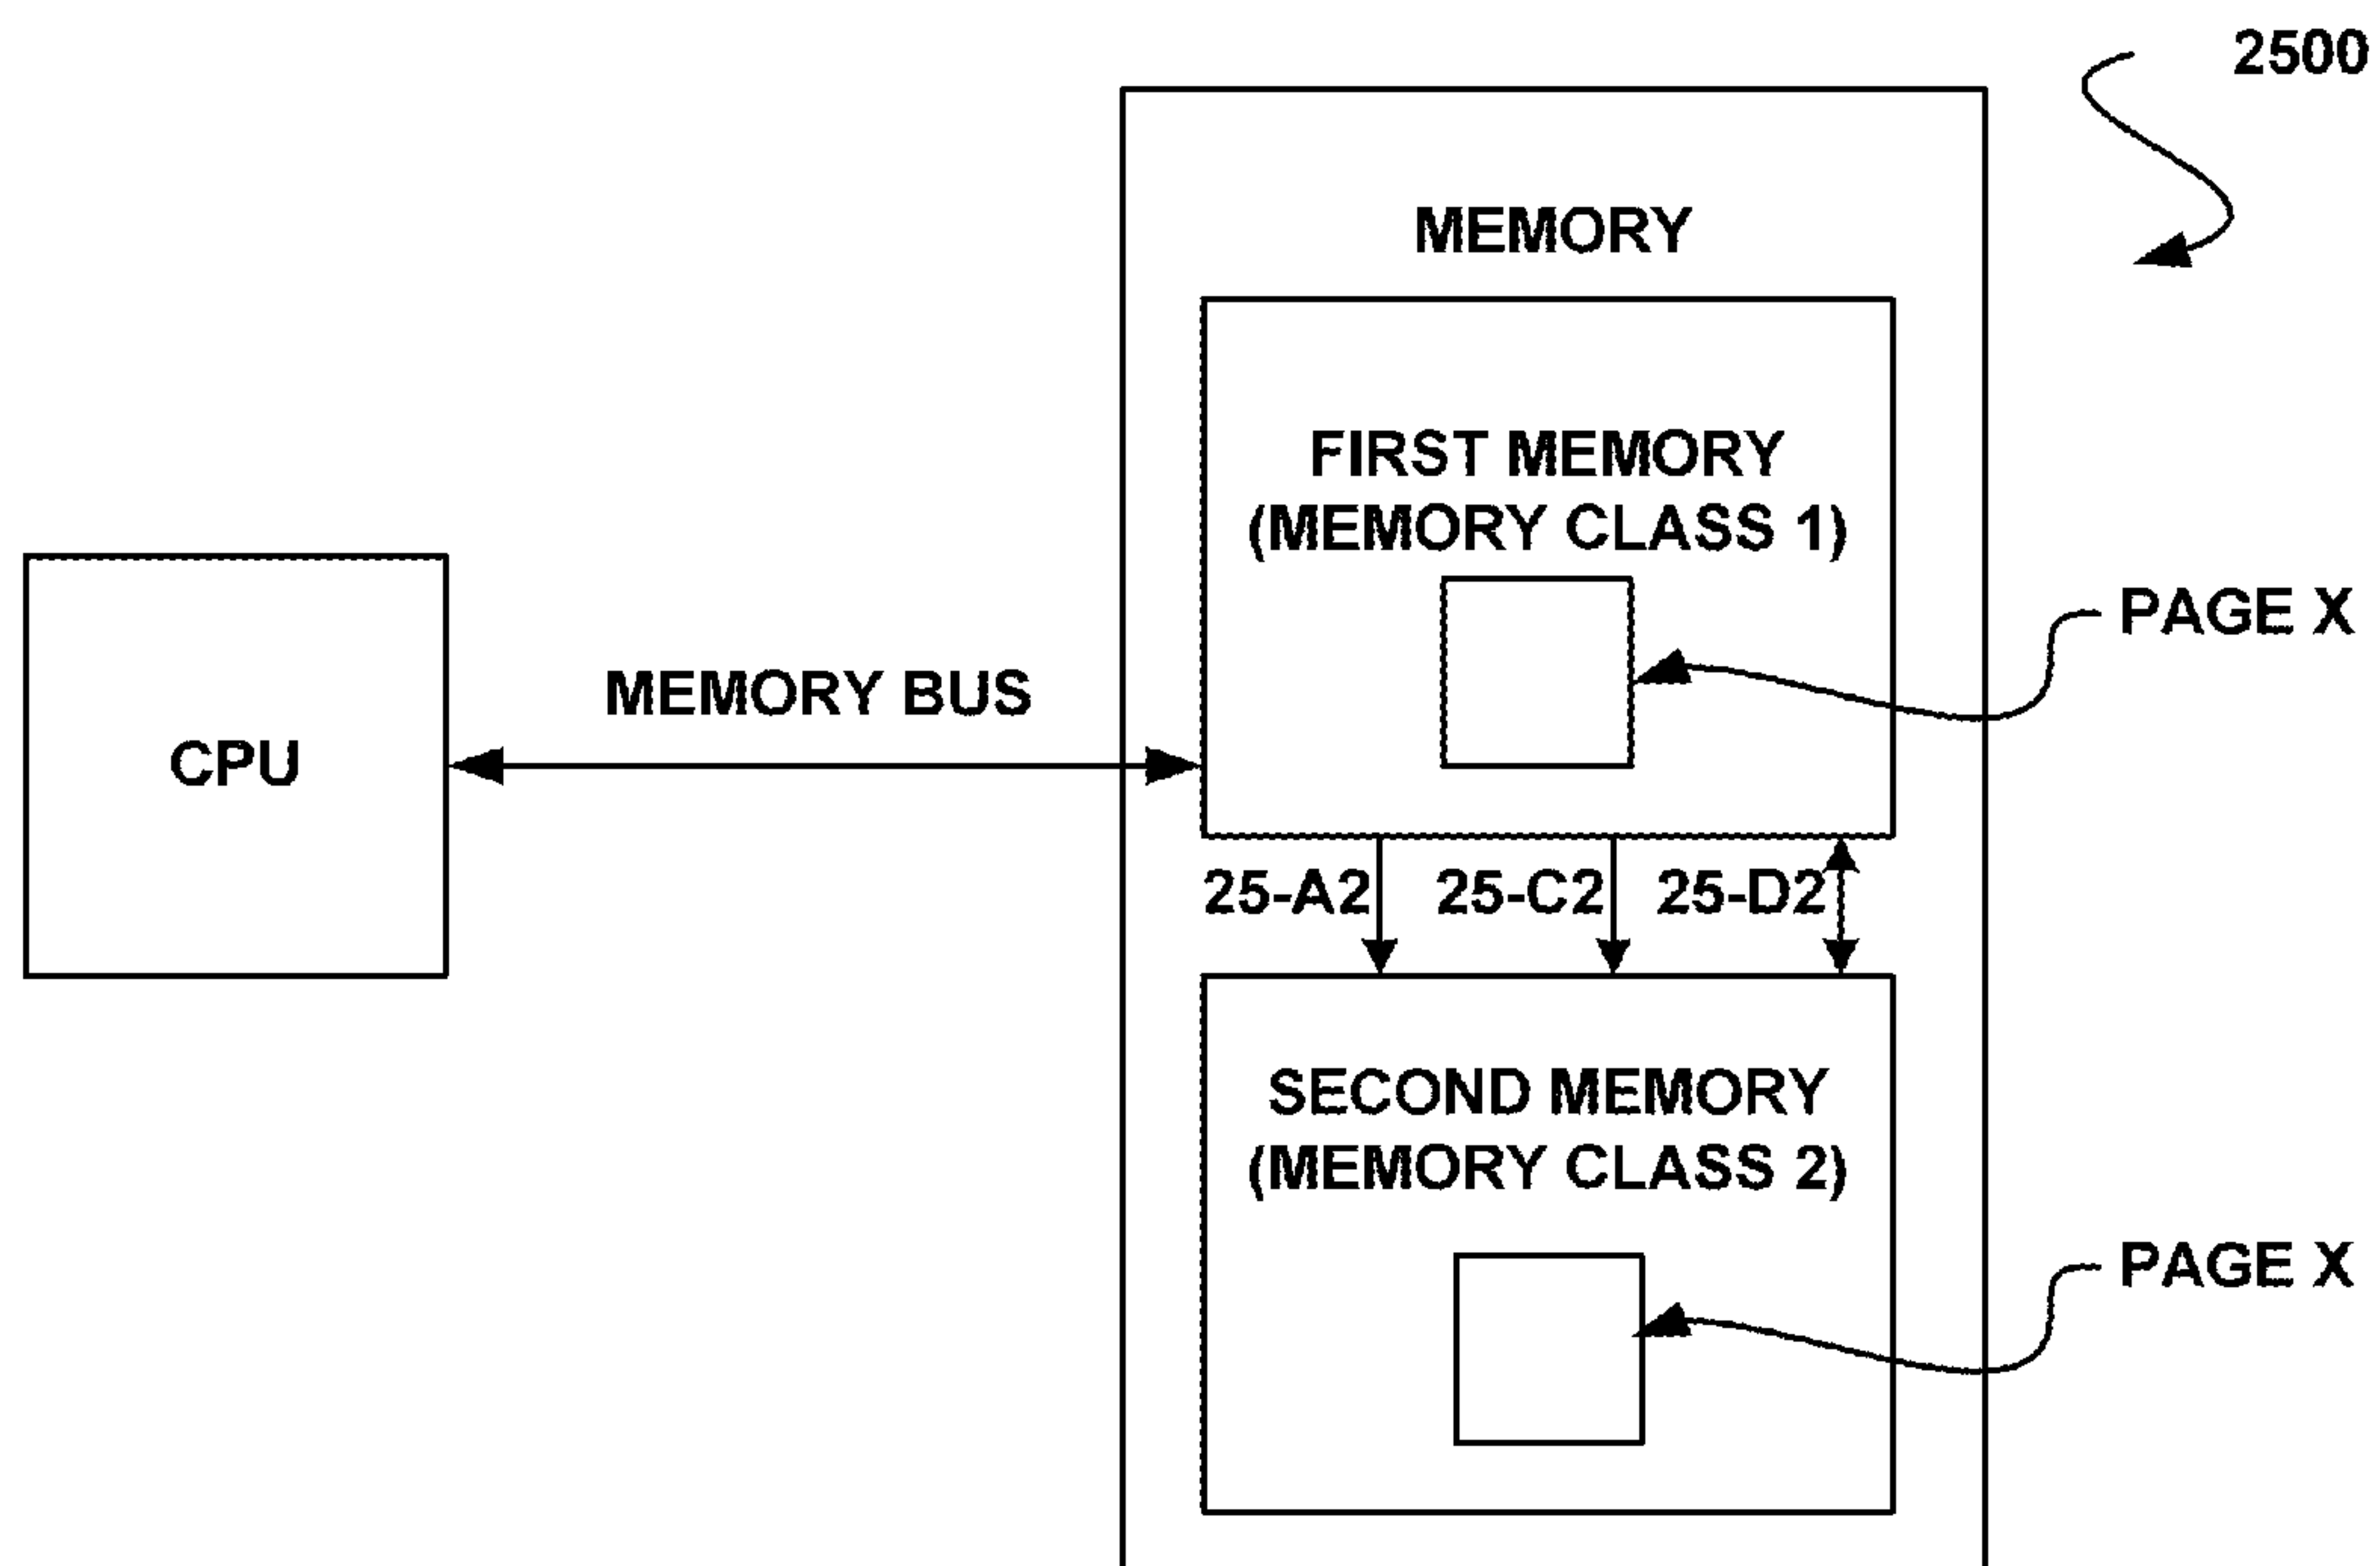 2500
MEMORY
FIRST MEMORY
(MEMORY CLASS 1)
PAGE X
MEMORY BUS
CPU
25-A2 25-C2 25-D2
SECOND MEMORY
(MEMORY CLASS 2)
PAGE X